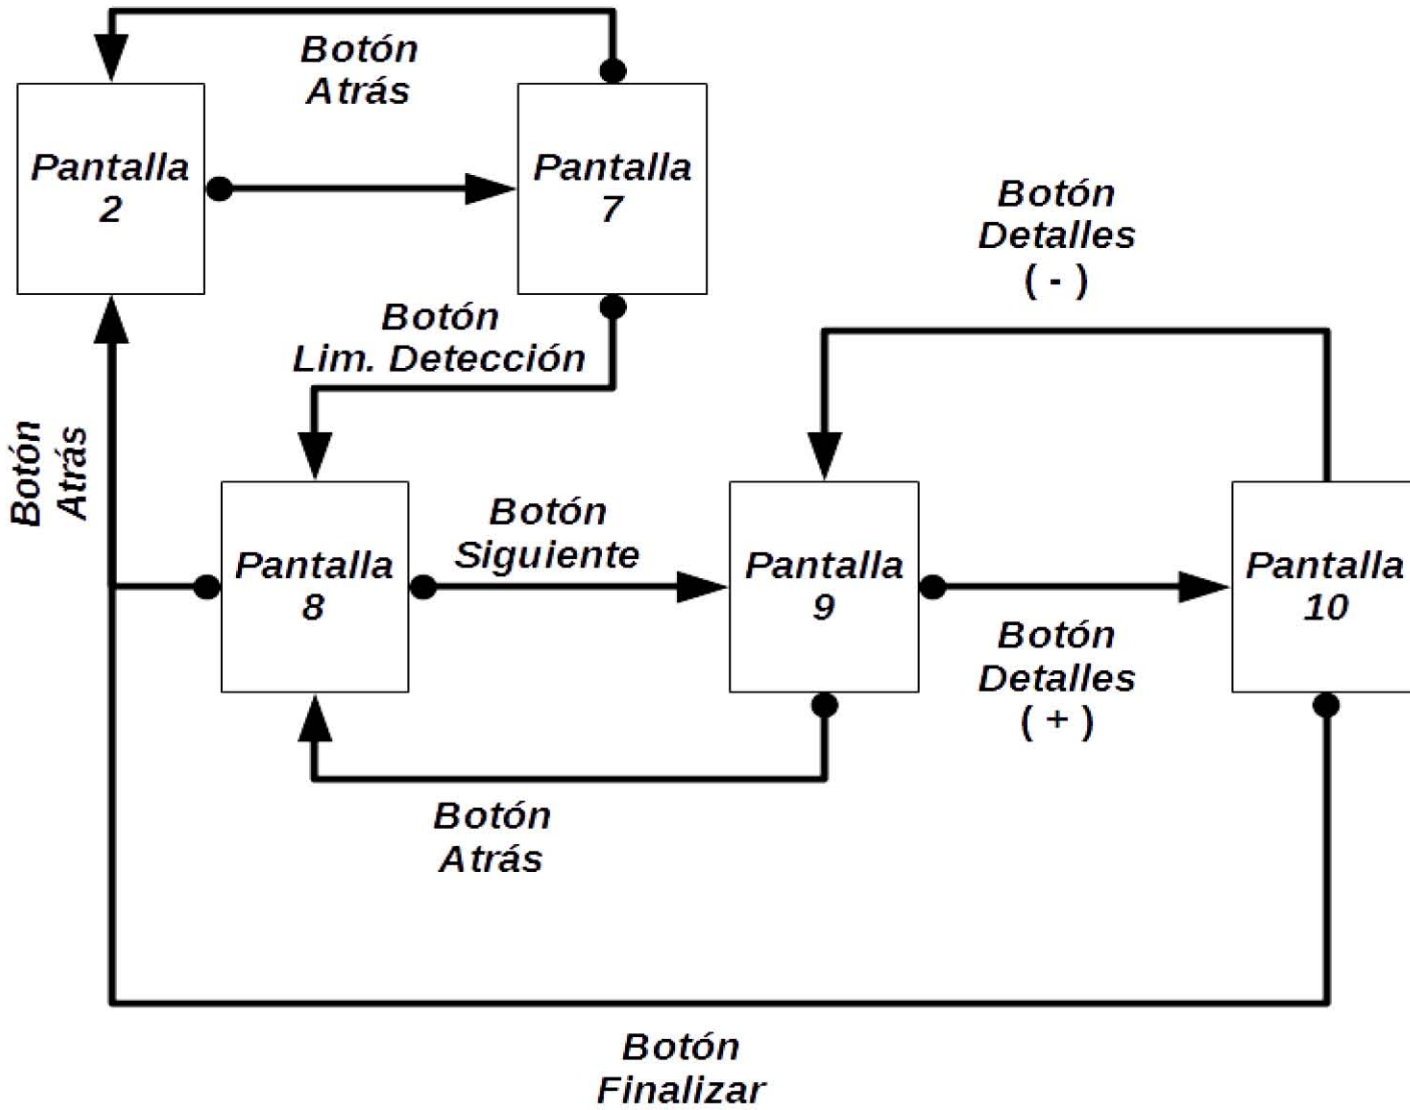 Botón
Atrás
Pantalla
2
Pantalla
7
Botón
Detalles
( - )
Botón
Lim. Detección
Botón
Atrás
Pantalla
8
Botón
Siguiente
Pantalla
9
Pantalla
10
Botón
Detalles
( + )
Botón
Atrás
Botón
Finalizar